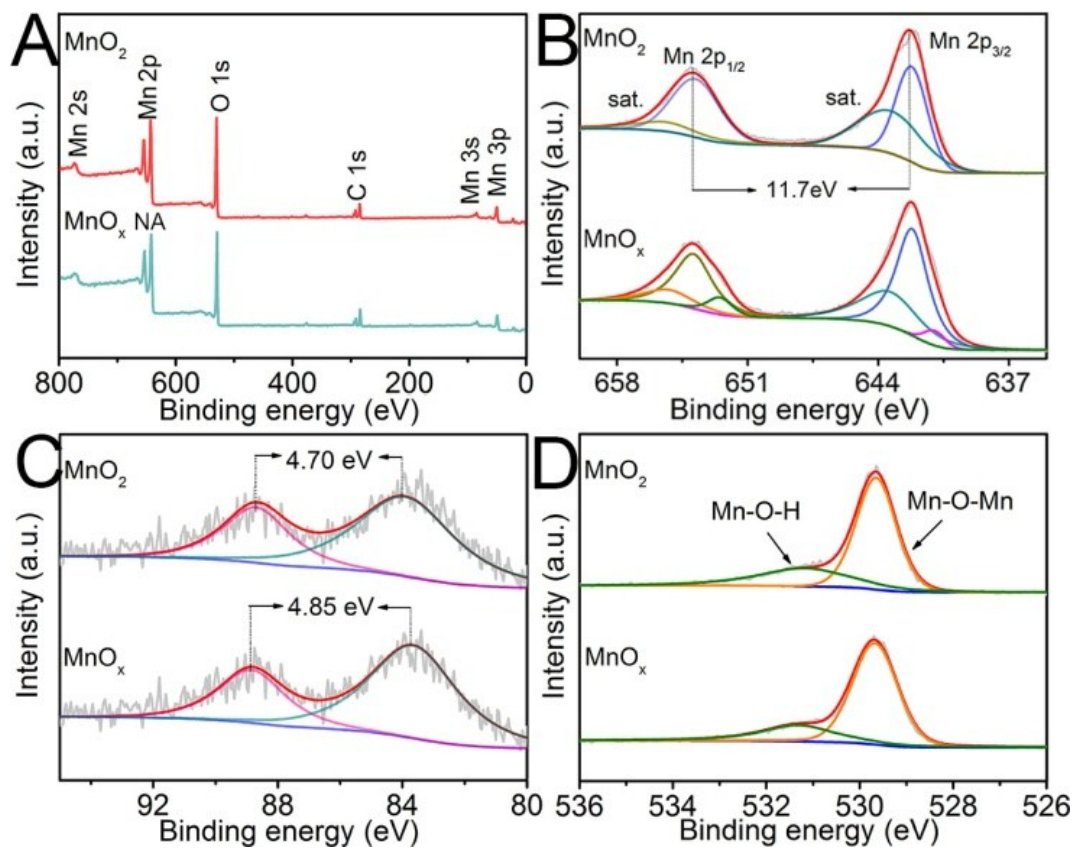 A
MnO₂
Mn 2s
Mn 2p
O 1s
C 1s
Mn 3s
Mn 3p
MnOₓ NA
Intensity (a.u.)
800 600 400 200 0
Binding energy (eV)
B
MnO₂
Mn 2p₁/₂
Mn 2p₃/₂
sat.
sat.
11.7eV
MnOₓ
Intensity (a.u.)
658 651 644 637
Binding energy (eV)
C
MnO₂
4.70 eV
4.85 eV
MnOₓ
Intensity (a.u.)
92 88 84 80
Binding energy (eV)
D
MnO₂
Mn-O-H
Mn-O-Mn
MnOₓ
Intensity (a.u.)
536 534 532 530 528 526
Binding energy (eV)